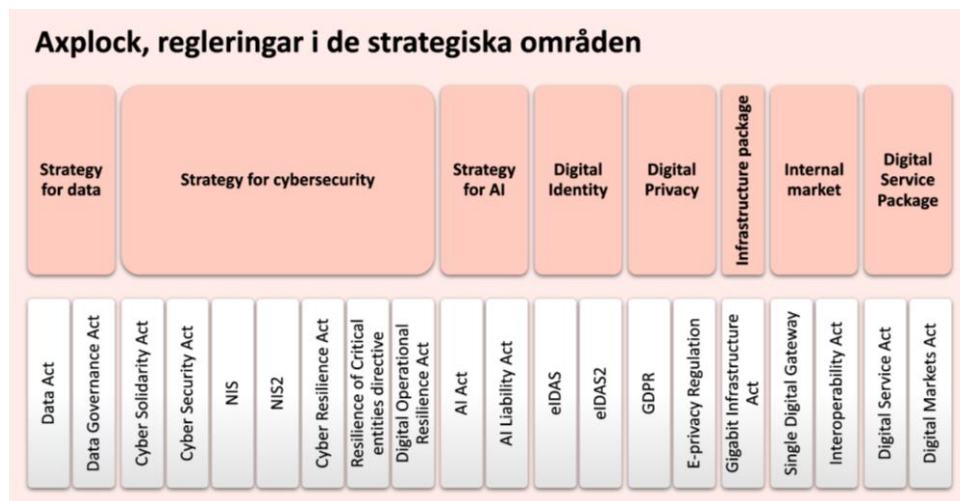 Axplock, regleringar i de strategiska områden
Strategy
for data
Strategy for cybersecurity
Strategy
for AI
Digital
Identity
Digital
Privacy
Infrastructure package
Internal
market
Digital
Service
Package
Data Act
Data Governance Act
Cyber Solidarity Act
Cyber Security Act
NIS
NIS2
Cyber Resilience Act
Resilience of Critical
entities directive
Digital Operational
Resilience Act
AI Act
AI Liability Act
eIDAS
eIDAS2
GDPR
E-privacy Regulation
Gigabit Infrastructure
Act
Single Digital Gateway
Interoperability Act
Digital Service Act
Digital Markets Act